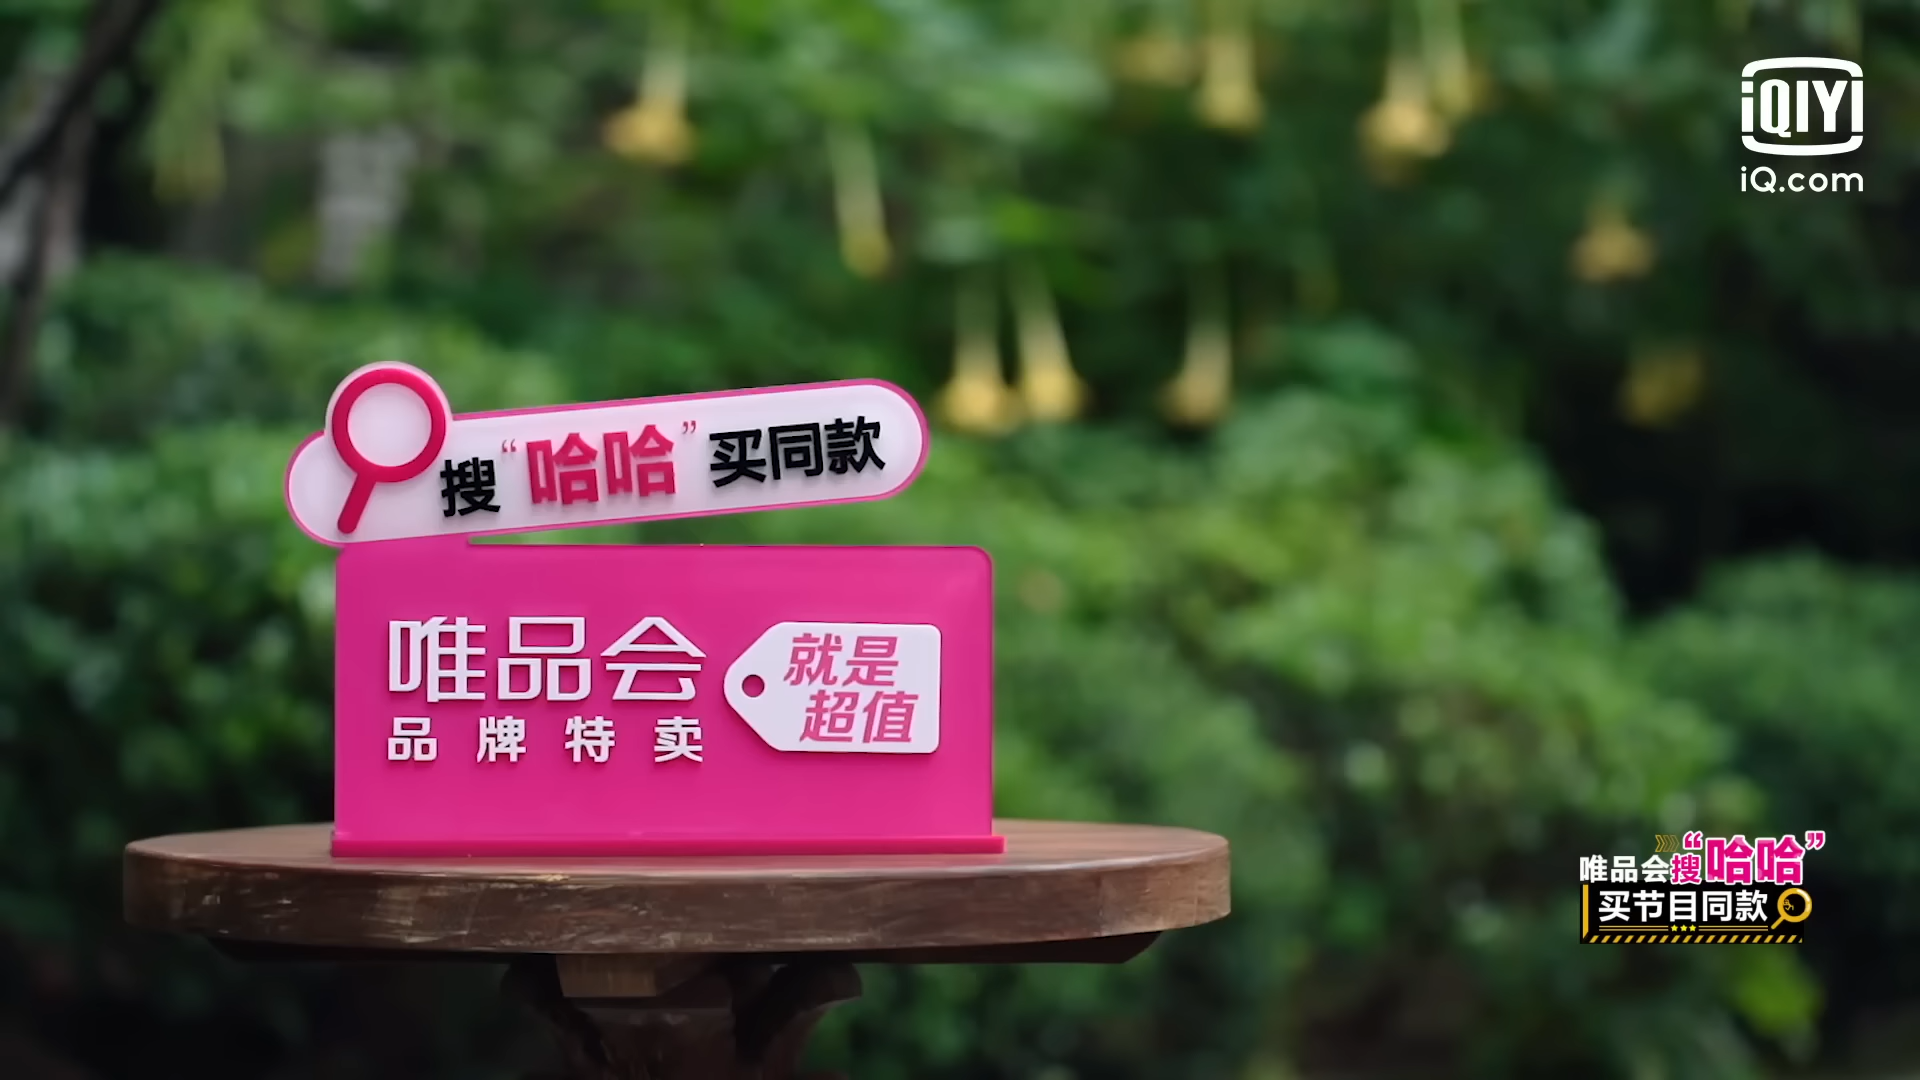 iQIYI
iQ.com
搜“哈哈”买同款
唯品会
品牌特卖
就是
超值
唯品会搜“哈哈”
买节目同款